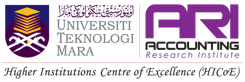 UNIVERSITI
TEKNOLOGI
MARA
ARI
ACCOUNTING
Research Institute
Higher Institutions Centre of Excellence (HICoE)